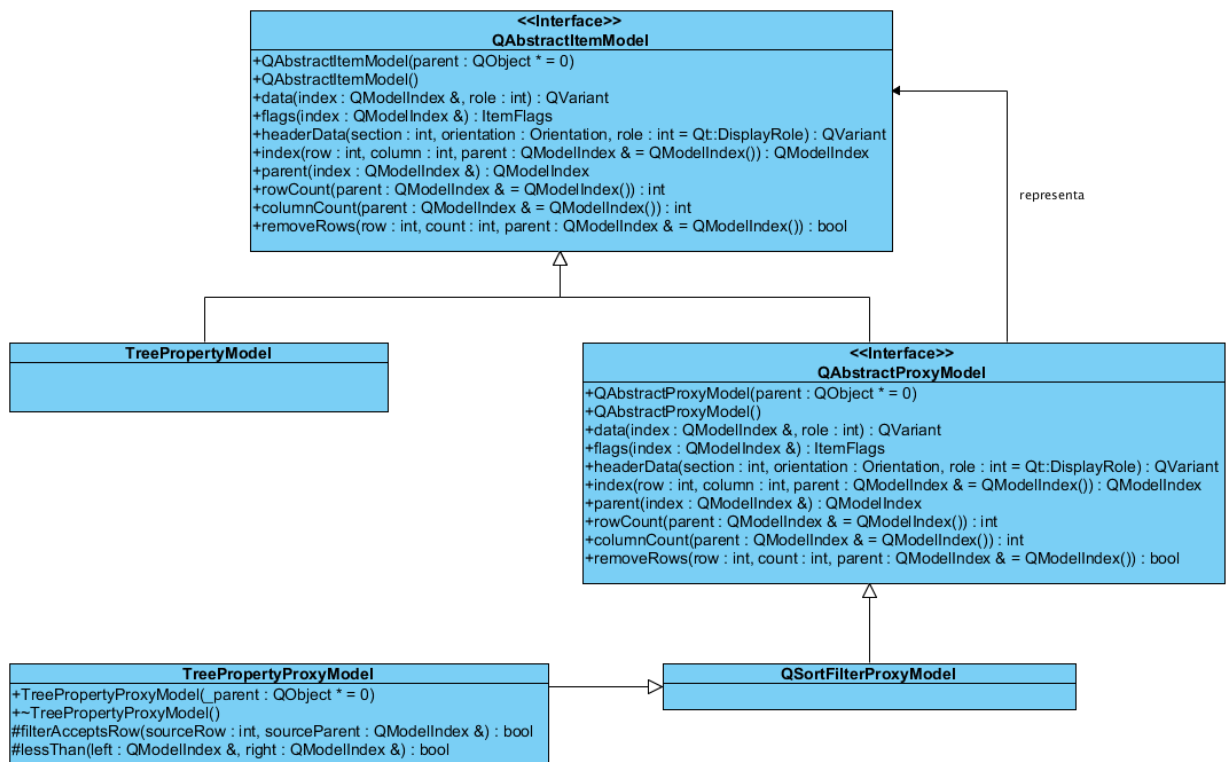 <<Interface>>
QAbstractItemModel
+QAbstractItemModel(parent : QObject * = 0)
+QAbstractItemModel()
+data(index : QModelIndex &, role : int) : QVariant
+flags(index : QModelIndex &) : ItemFlags
+headerData(section : int, orientation : Orientation, role : int = Qt::DisplayRole) : QVariant
+index(row : int, column : int, parent : QModelIndex & = QModelIndex()) : QModelIndex
+parent(index : QModelIndex &) : QModelIndex
+rowCount(parent : QModelIndex & = QModelIndex()) : int
+columnCount(parent : QModelIndex & = QModelIndex()) : int
+removeRows(row : int, count : int, parent : QModelIndex & = QModelIndex()) : bool
representa
TreePropertyModel
<<Interface>>
QAbstractProxyModel
+QAbstractProxyModel(parent : QObject * = 0)
+QAbstractProxyModel()
+data(index : QModelIndex &, role : int) : QVariant
+flags(index : QModelIndex &) : ItemFlags
+headerData(section : int, orientation : Orientation, role : int = Qt::DisplayRole) : QVariant
+index(row : int, column : int, parent : QModelIndex & = QModelIndex()) : QModelIndex
+parent(index : QModelIndex &) : QModelIndex
+rowCount(parent : QModelIndex & = QModelIndex()) : int
+columnCount(parent : QModelIndex & = QModelIndex()) : int
+removeRows(row : int, count : int, parent : QModelIndex & = QModelIndex()) : bool
TreePropertyProxyModel
+TreePropertyProxyModel(_parent : QObject * = 0)
+~TreePropertyProxyModel()
#filterAcceptsRow(sourceRow : int, sourceParent : QModelIndex &) : bool
#lessThan(left : QModelIndex &, right : QModelIndex &) : bool
QSortFilterProxyModel